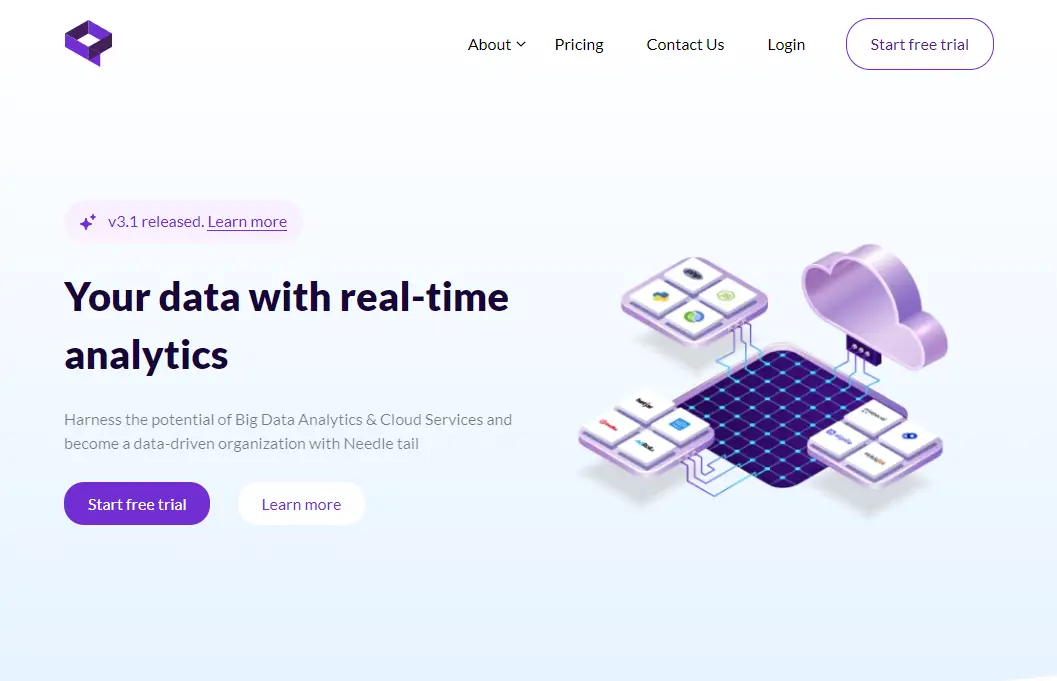 About
Pricing
Contact Us
Login
Start free trial
v3.1 released. Learn more
Your data with real-time
analytics
Harness the potential of Big Data Analytics & Cloud Services and
become a data-driven organization with Needle tail
Start free trial
Learn more